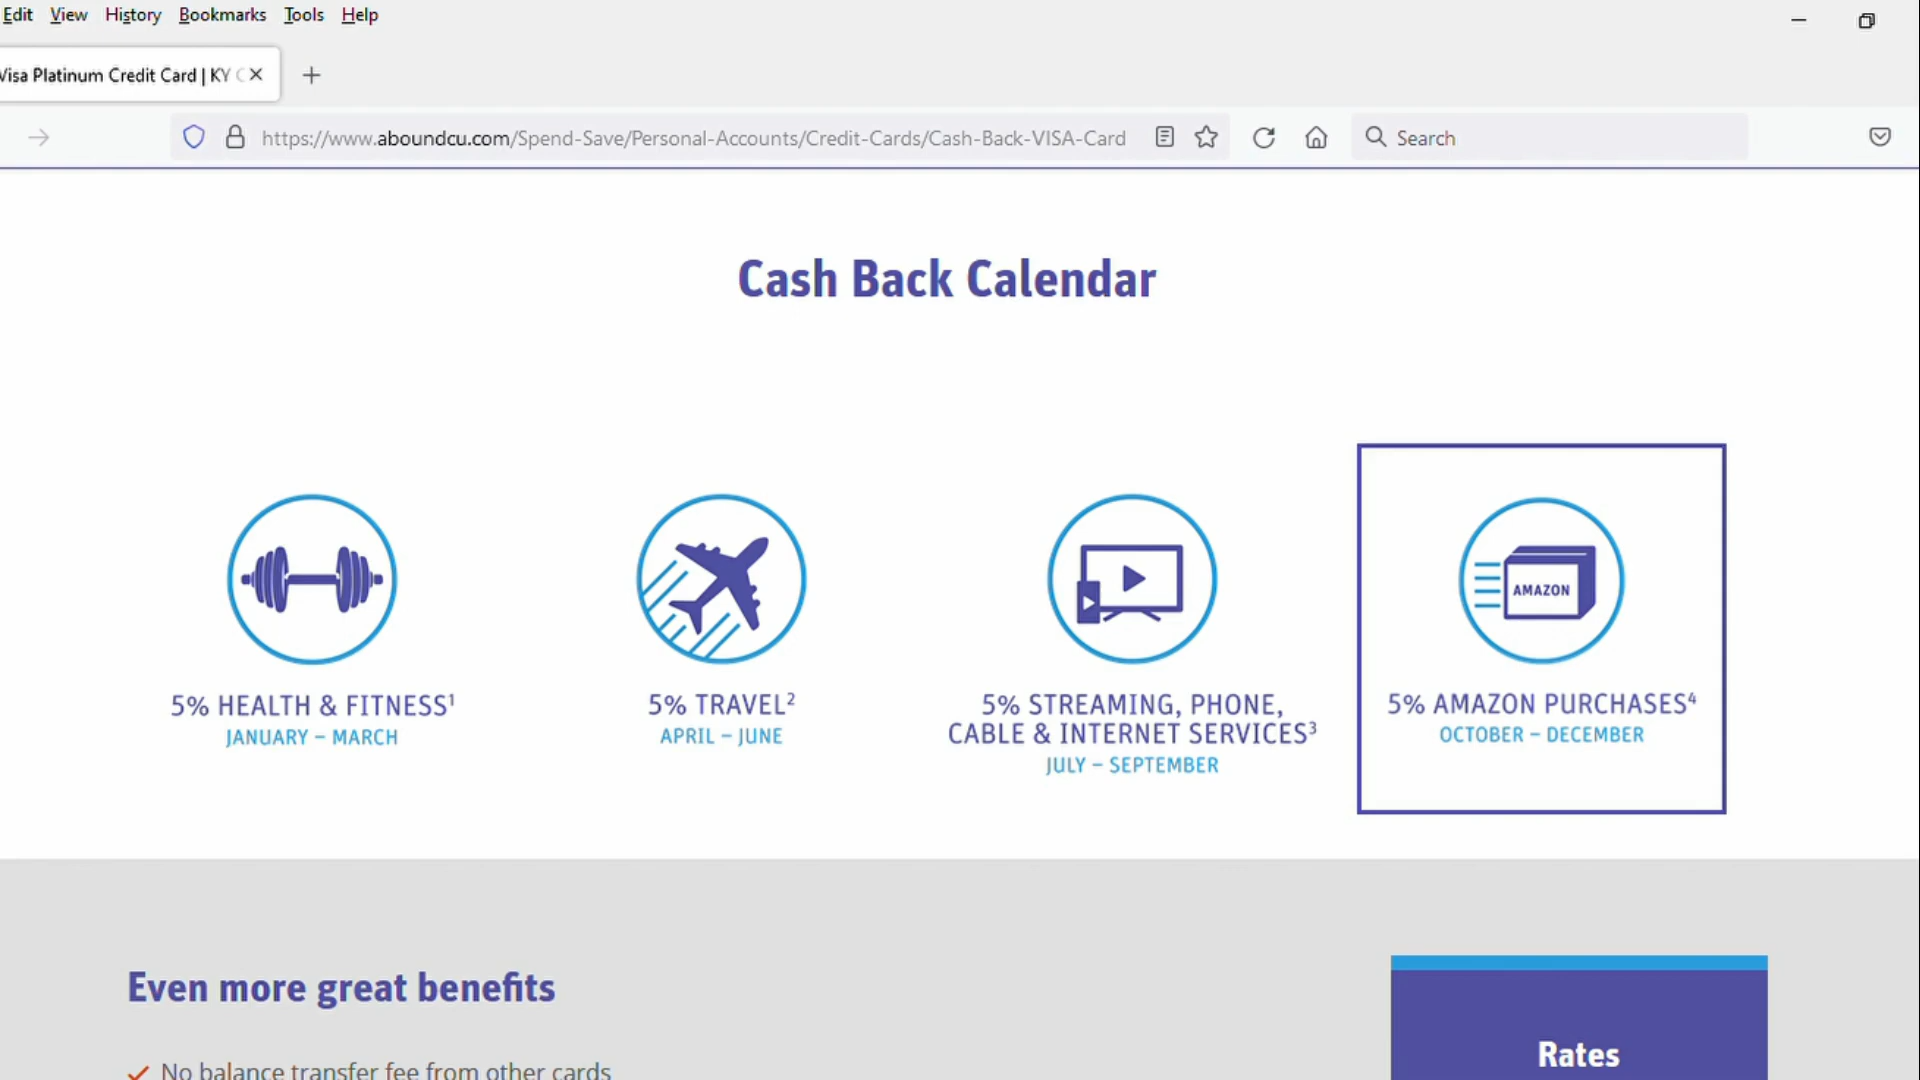 Edit View History Bookmarks Tools Help
Visa Platinum Credit Card | KY C
https://www.aboundcu.com/Spend-Save/Personal-Accounts/Credit-Cards/Cash-Back-VISA-Card
Search
Cash Back Calendar
AMAZON
5% HEALTH & FITNESS¹
JANUARY – MARCH
5% TRAVEL²
APRIL – JUNE
5% STREAMING, PHONE,
CABLE & INTERNET SERVICES³
JULY – SEPTEMBER
5% AMAZON PURCHASES⁴
OCTOBER – DECEMBER
Even more great benefits
No balance transfer fee from other cards
Rates